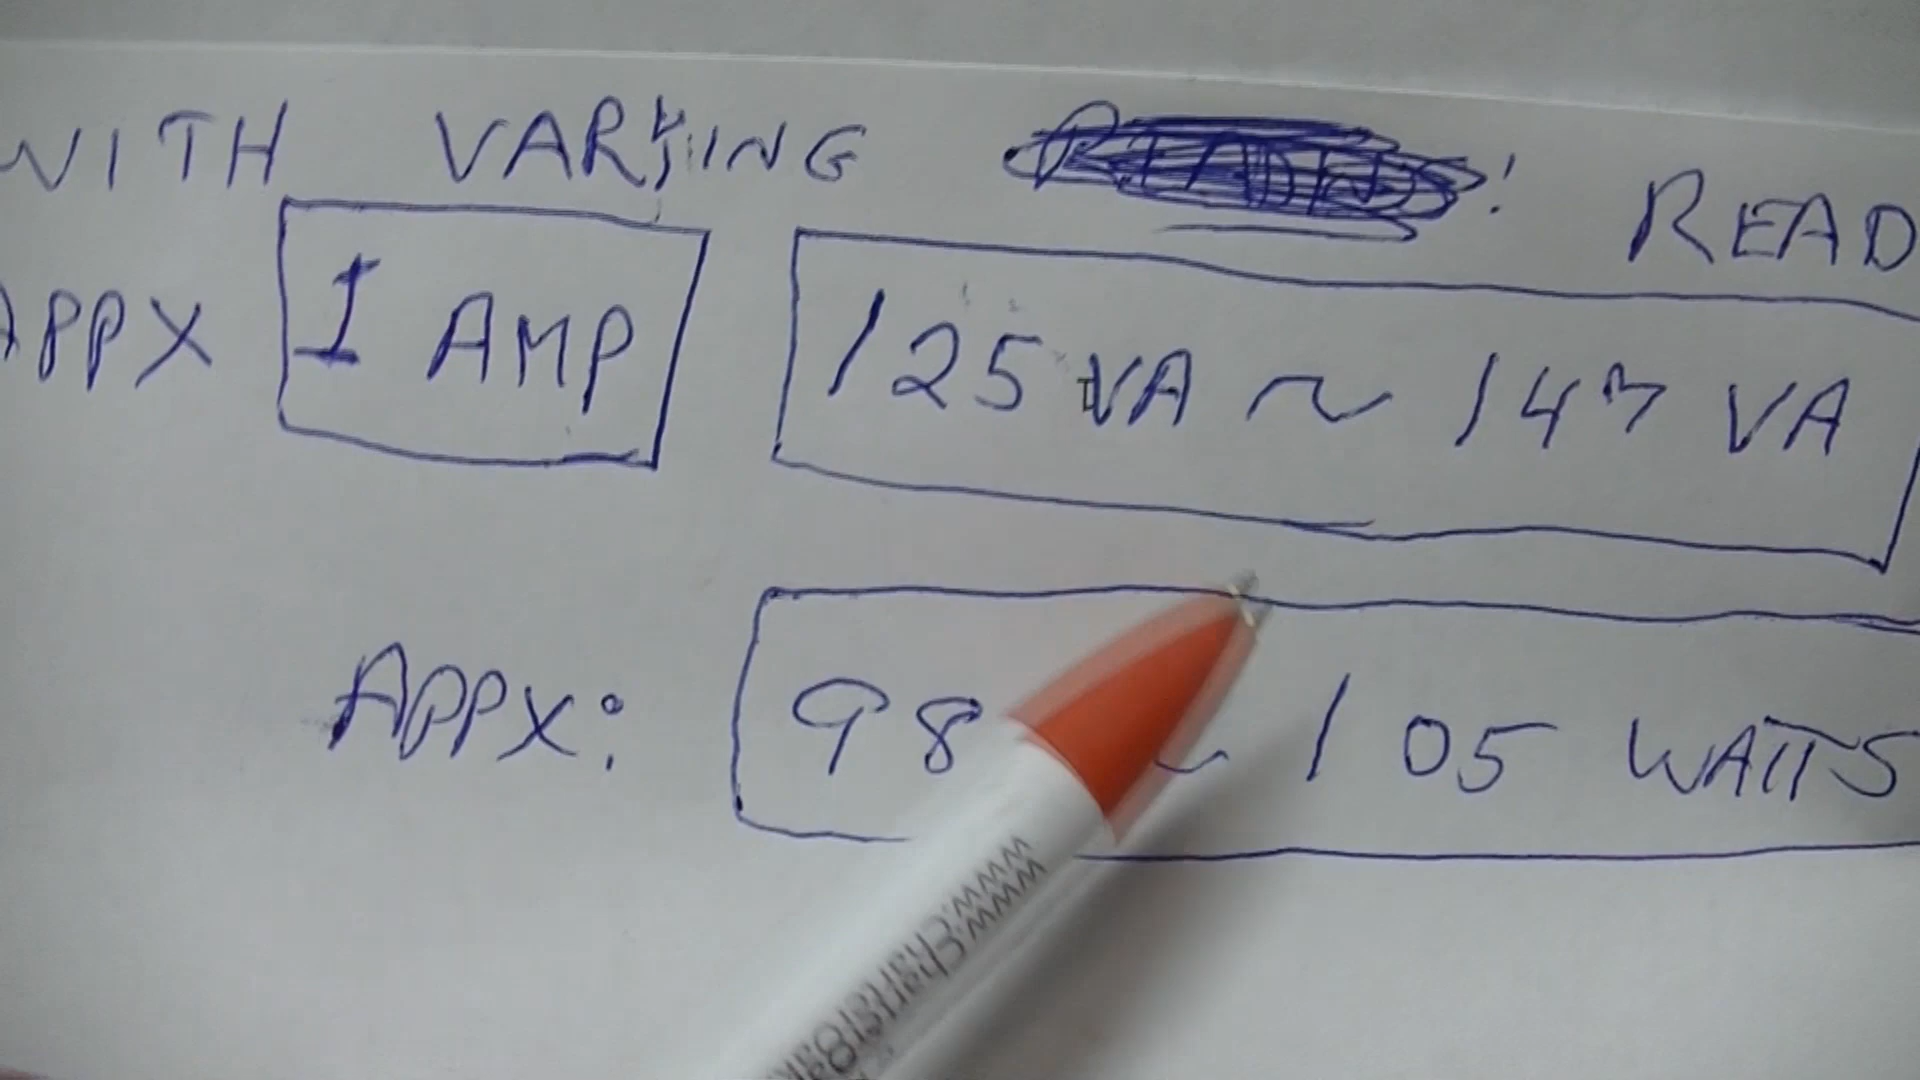 WITH VARYING READ
APPX 1 AMP 125 VA ~ 143 VA
APPX: 98 ~ 105 WATTS